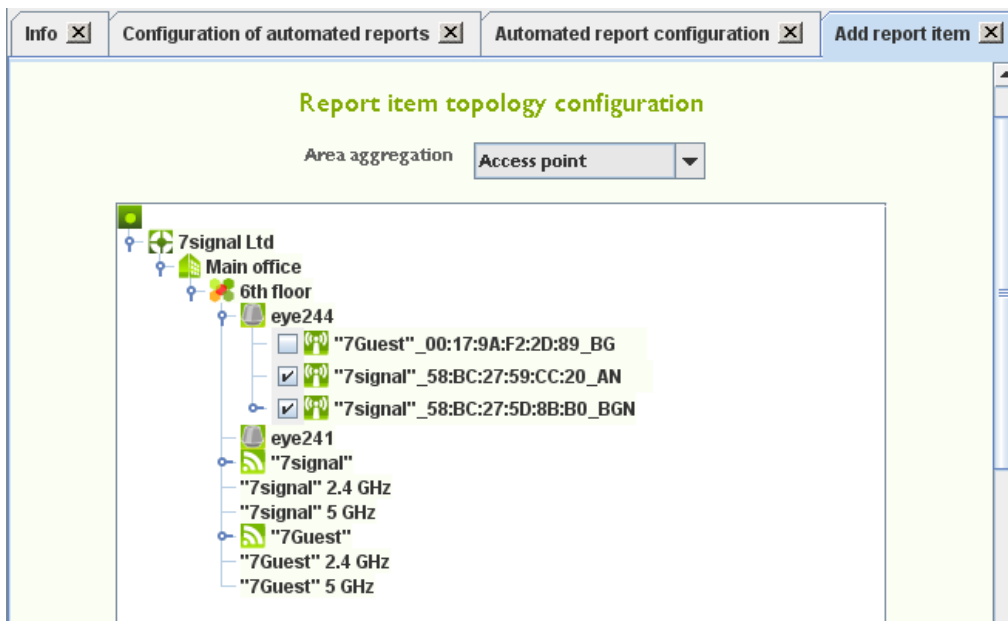 Info Configuration of automated reports Automated report configuration Add report item
Report item topology configuration
Area aggregation Access point
7signal Ltd
Main office
6th floor
eye244
"7Guest"_00:17:9A:F2:2D:89_BG
"7signal"_58:BC:27:59:CC:20_AN
"7signal"_58:BC:27:5D:8B:B0_BGN
eye241
"7signal"
"7signal" 2.4 GHz
"7signal" 5 GHz
"7Guest"
"7Guest" 2.4 GHz
"7Guest" 5 GHz